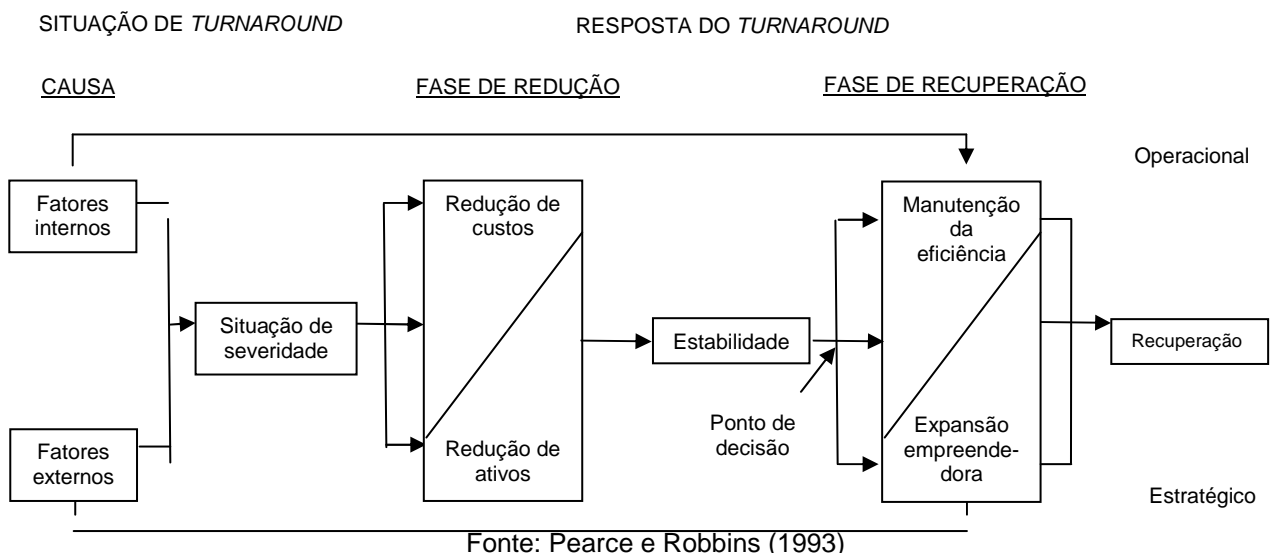 SITUAÇÃO DE TURNAROUND
RESPOSTA DO TURNAROUND
CAUSA
FASE DE REDUÇÃO
FASE DE RECUPERAÇÃO
Operacional
Fatores
internos
Redução de
custos
Manutenção
da
eficiência
Situação de
severidade
Estabilidade
Recuperação
Ponto de
decisão
Fatores
externos
Redução de
ativos
Expansão
empreende-
dora
Estratégico
Fonte: Pearce e Robbins (1993)